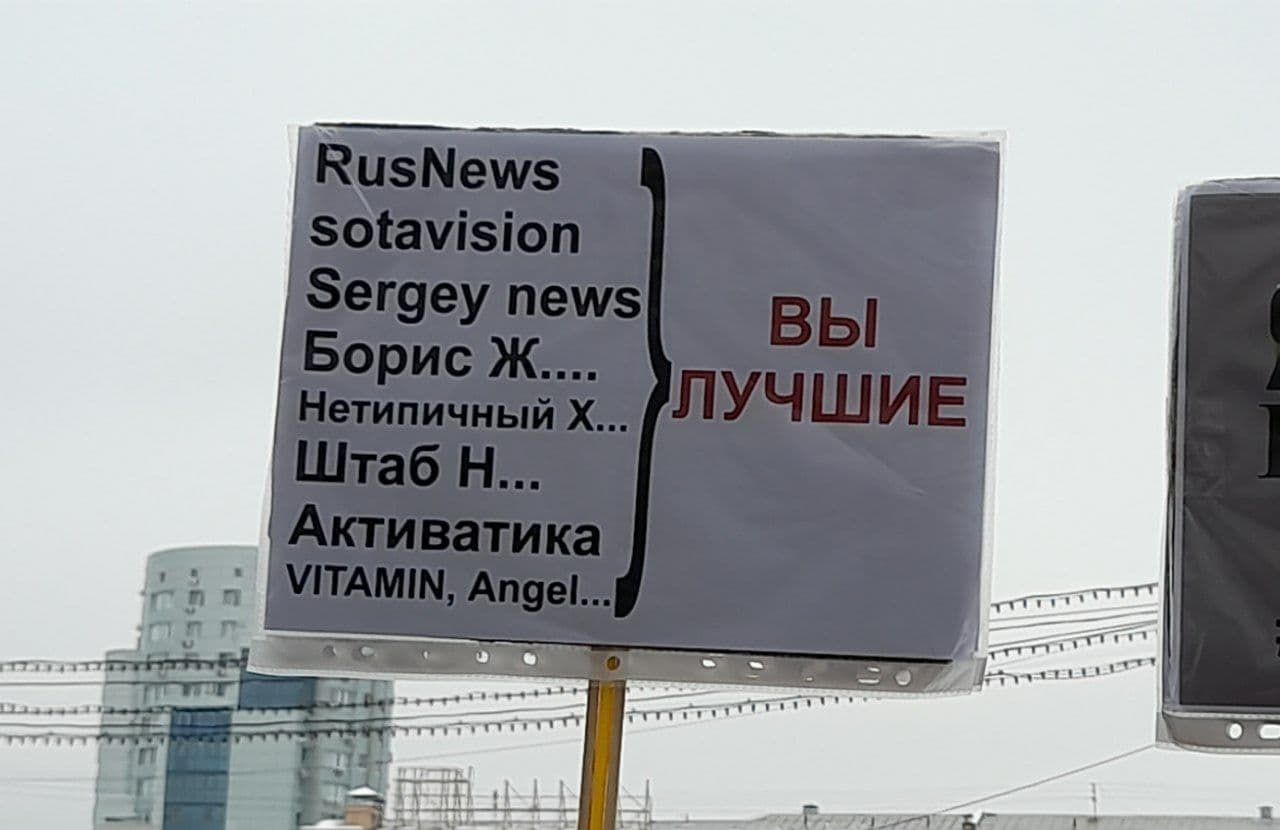 RusNews
sotavision
Sergey news
Борис Ж....
Нетипичный Х...
Штаб Н...
Активатика
VITAMIN, Angel...
ВЫ
ЛУЧШИЕ